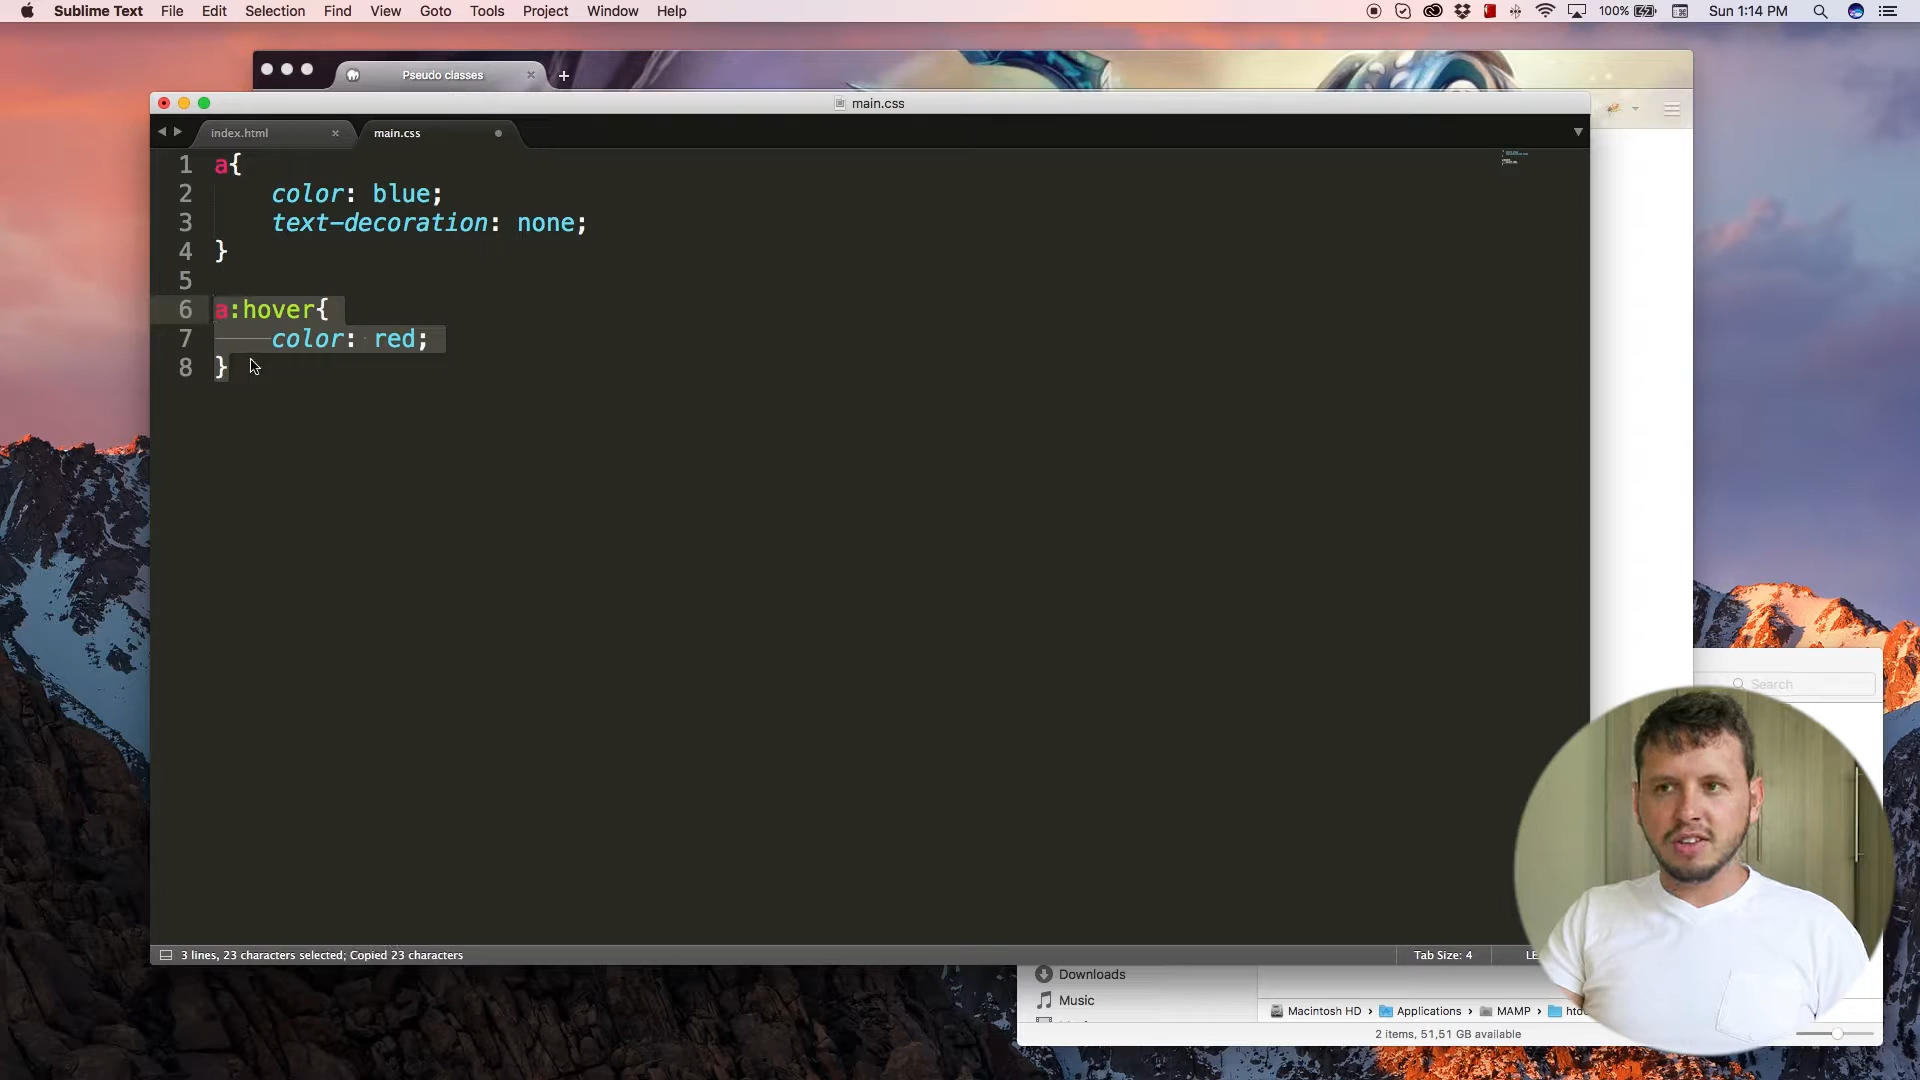 Sublime Text File Edit Selection Find View Goto Tools Project Window Help 100% Sun 1:14 PM
Pseudo classes × +
main.css
index.html × main.css
1 a{
2 color: blue;
3 text-decoration: none;
4 }
5
6 a:hover{
7 color: red;
8 }
Search
3 lines, 23 characters selected; Copied 23 characters Tab Size: 4
Downloads
Music
Macintosh HD › Applications › MAMP ›
2 items, 51,51 GB available